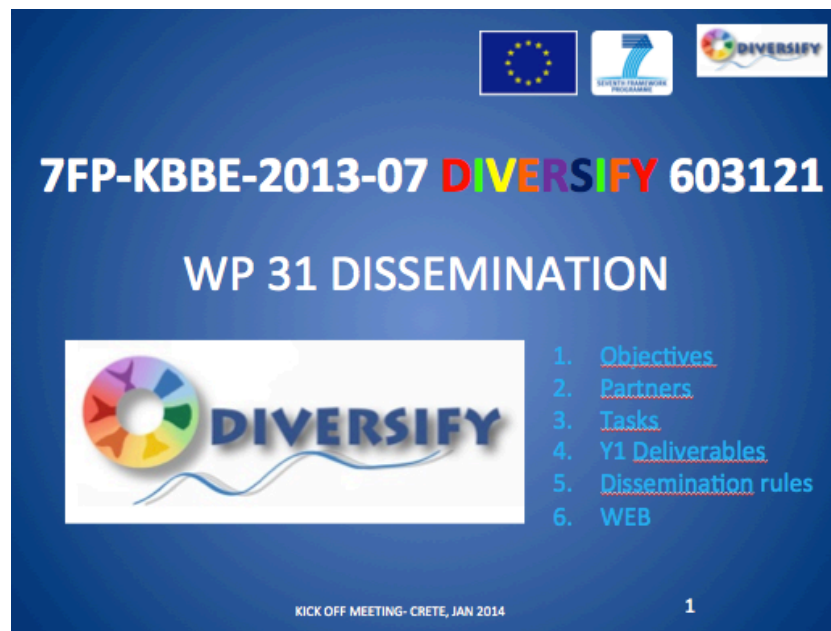 7
SEVENTH FRAMEWORK
PROGRAMME
DIVERSIFY
7FP-KBBE-2013-07 DIVERSIFY 603121
WP 31 DISSEMINATION
DIVERSIFY
1. Objectives
2. Partners
3. Tasks
4. Y1 Deliverables
5. Dissemination rules
6. WEB
KICK OFF MEETING- CRETE, JAN 2014
1